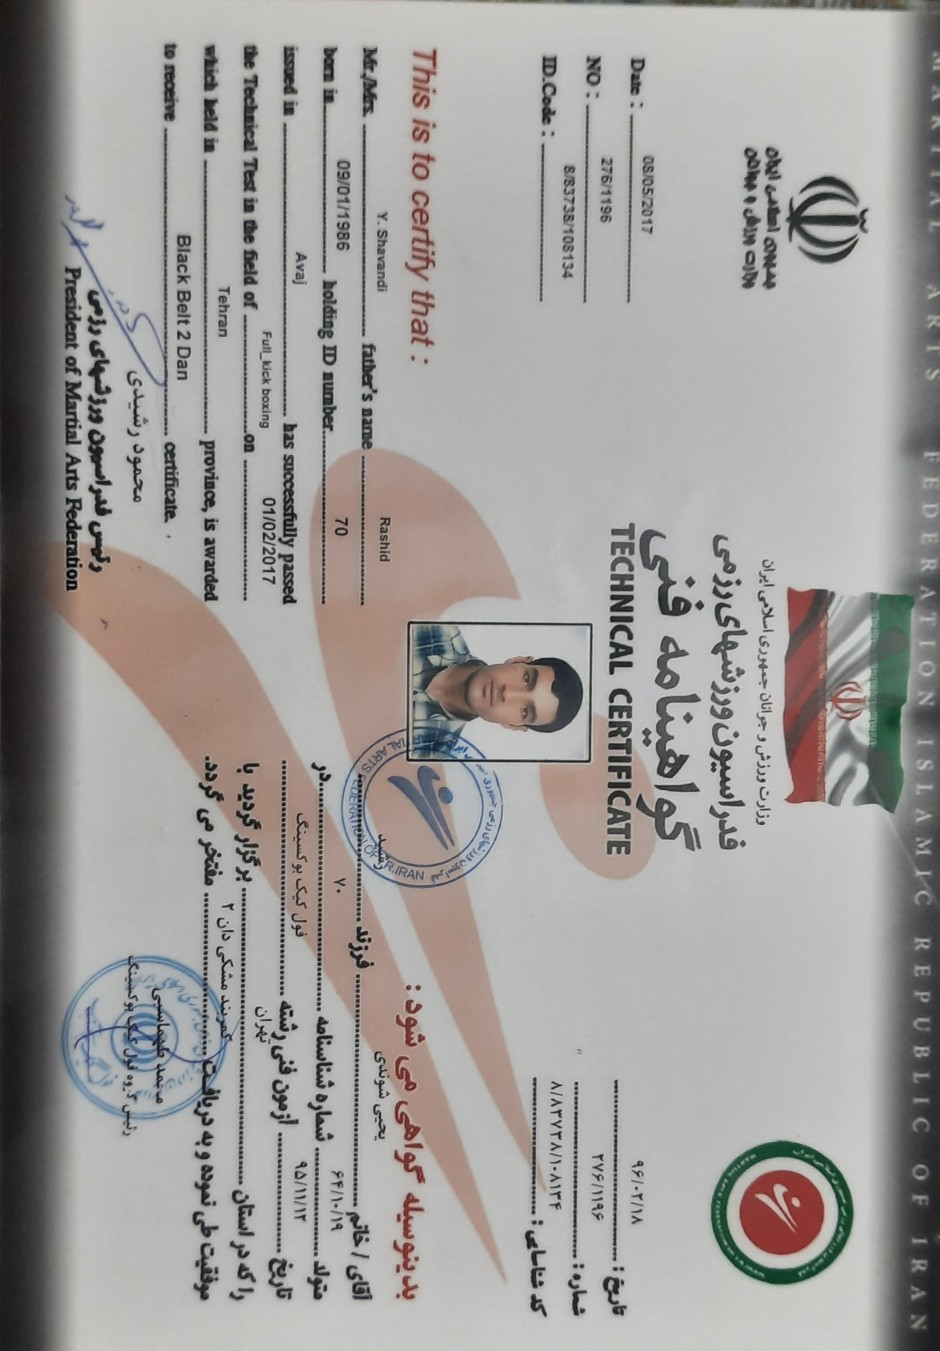 MARTIAL ARTS FEDERATION ISLAMIC REPUBLIC OF IRAN
جمهوری اسلامی ایران
وزارت ورزش و جوانان
وزارت ورزش و جوانان جمهوری اسلامی ایران
فدراسیون ورزشهای رزمی
گواهینامه فنی
TECHNICAL CERTIFICATE
Date : 08/05/2017
NO : 276/1196
ID.Code : 8/83738/108134
تاریخ : ۹۶/۰۲/۱۸
شماره : ۲۷۶/۱۱۹۶
کد شناسایی : ۸/۸۳۷۳۸/۱۰۸۱۳۴
This is to certify that :
Mr./Mrs. Y. Shavandi father's name Rashid
born in 09/01/1986 holding ID number 70
issued in Avaj has successfully passed
the Technical Test in the field of Full_kick boxing on 01/02/2017
which held in Tehran province, is awarded
to receive Black Belt 2 Dan certificate.
بدینوسیله گواهی می شود :
آقای / خانم یحیی شوندی فرزند رشید
متولد ۶۴/۱۰/۱۹ شماره شناسنامه ۷۰ در
تاریخ ۹۵/۱۱/۱۳ آزمون فنی رشته فول کیک بوکسینگ
را که در استان تهران برگزار گردید با
موفقیت طی نموده و به دریافت کمربند مشکی دان ۲ مفتخر می گردد.
محمود رشیدی
رئیس فدراسیون ورزشهای رزمی
President of Martial Arts Federation
رئیس گروه فول کیک بوکسینگ